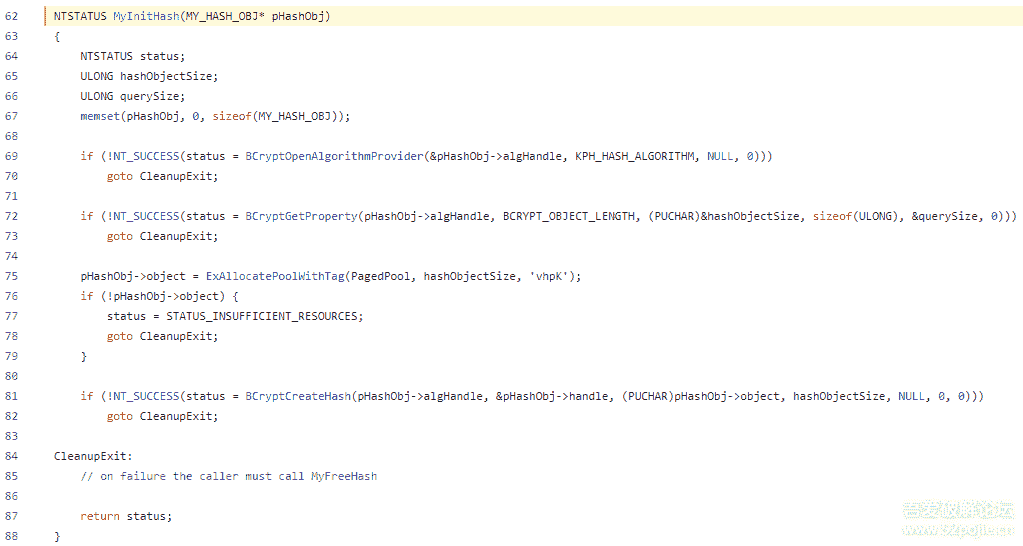 62 NTSTATUS MyInitHash(MY_HASH_OBJ* pHashObj)
63 {
64 NTSTATUS status;
65 ULONG hashObjectSize;
66 ULONG querySize;
67 memset(pHashObj, 0, sizeof(MY_HASH_OBJ));
68
69 if (!NT_SUCCESS(status = BCryptOpenAlgorithmProvider(&pHashObj->algHandle, KPH_HASH_ALGORITHM, NULL, 0)))
70 goto CleanupExit;
71
72 if (!NT_SUCCESS(status = BCryptGetProperty(pHashObj->algHandle, BCRYPT_OBJECT_LENGTH, (PUCHAR)&hashObjectSize, sizeof(ULONG), &querySize, 0)))
73 goto CleanupExit;
74
75 pHashObj->object = ExAllocatePoolWithTag(PagedPool, hashObjectSize, 'vhpK');
76 if (!pHashObj->object) {
77 status = STATUS_INSUFFICIENT_RESOURCES;
78 goto CleanupExit;
79 }
80
81 if (!NT_SUCCESS(status = BCryptCreateHash(pHashObj->algHandle, &pHashObj->handle, (PUCHAR)pHashObj->object, hashObjectSize, NULL, 0, 0)))
82 goto CleanupExit;
83
84 CleanupExit:
85 // on failure the caller must call MyFreeHash
86
87 return status;
88 }